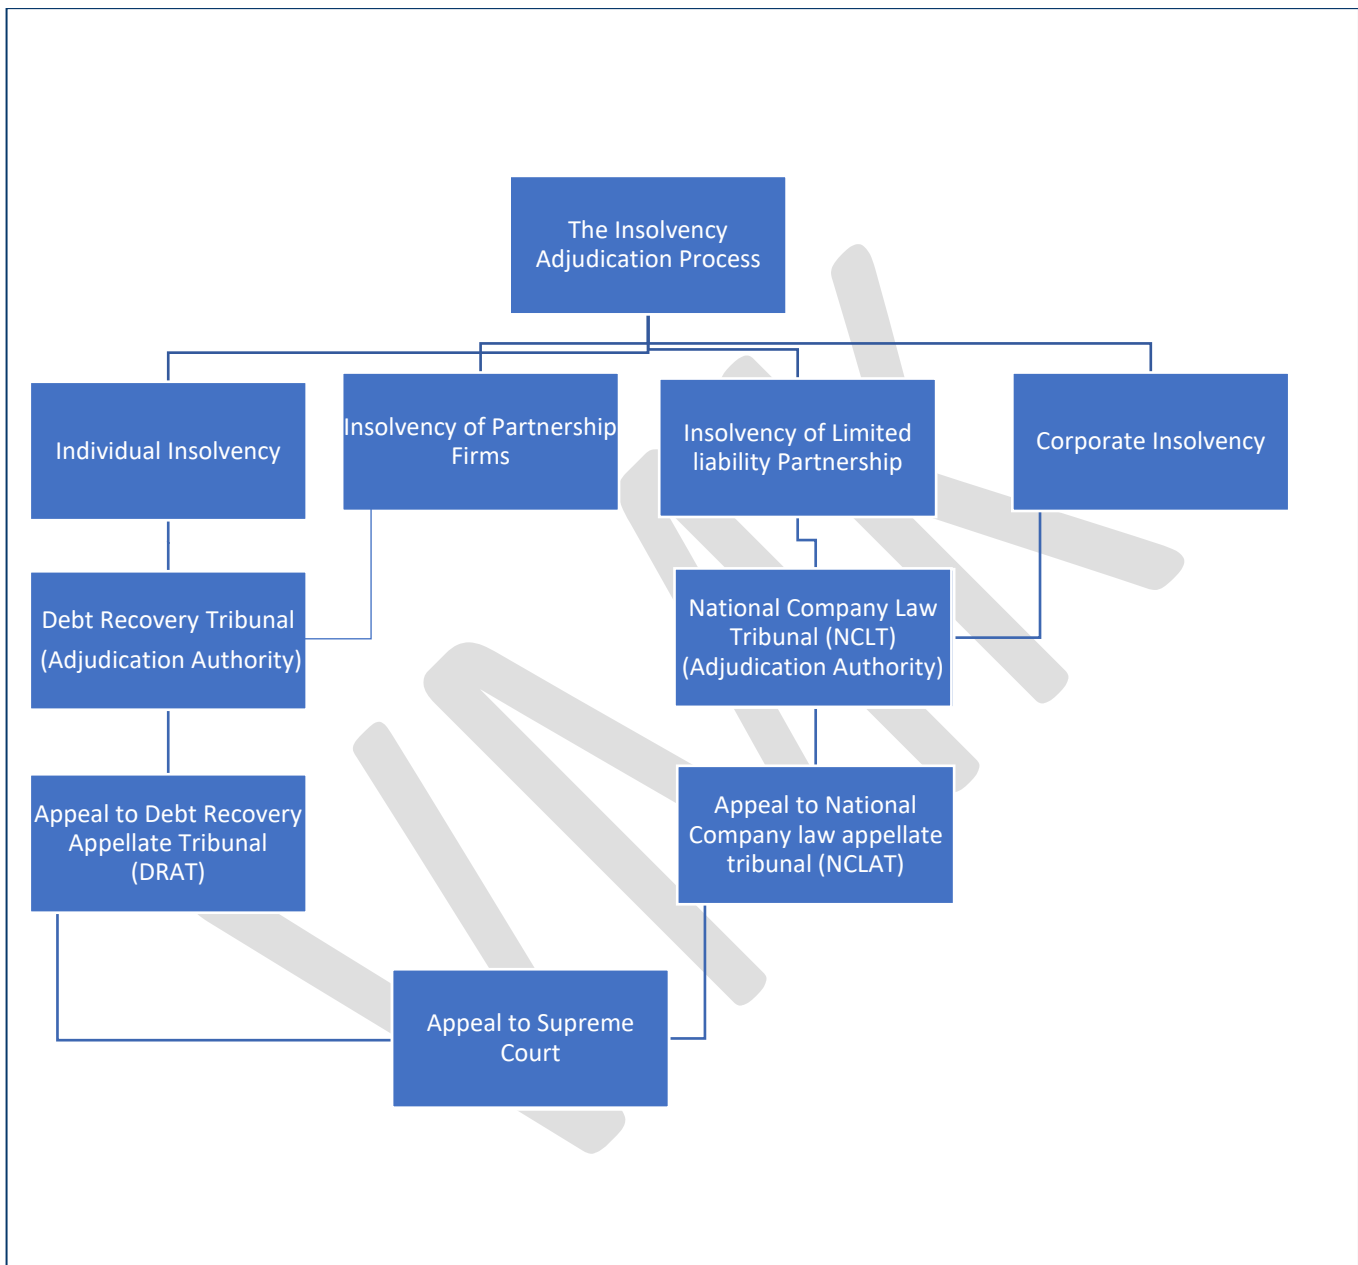 The Insolvency
Adjudication Process
Individual Insolvency
Insolvency of Partnership
Firms
Insolvency of Limited
liability Partnership
Corporate Insolvency
Debt Recovery Tribunal
(Adjudication Authority)
National Company Law
Tribunal (NCLT)
(Adjudication Authority)
Appeal to Debt Recovery
Appellate Tribunal
(DRAT)
Appeal to National
Company law appellate
tribunal (NCLAT)
Appeal to Supreme
Court